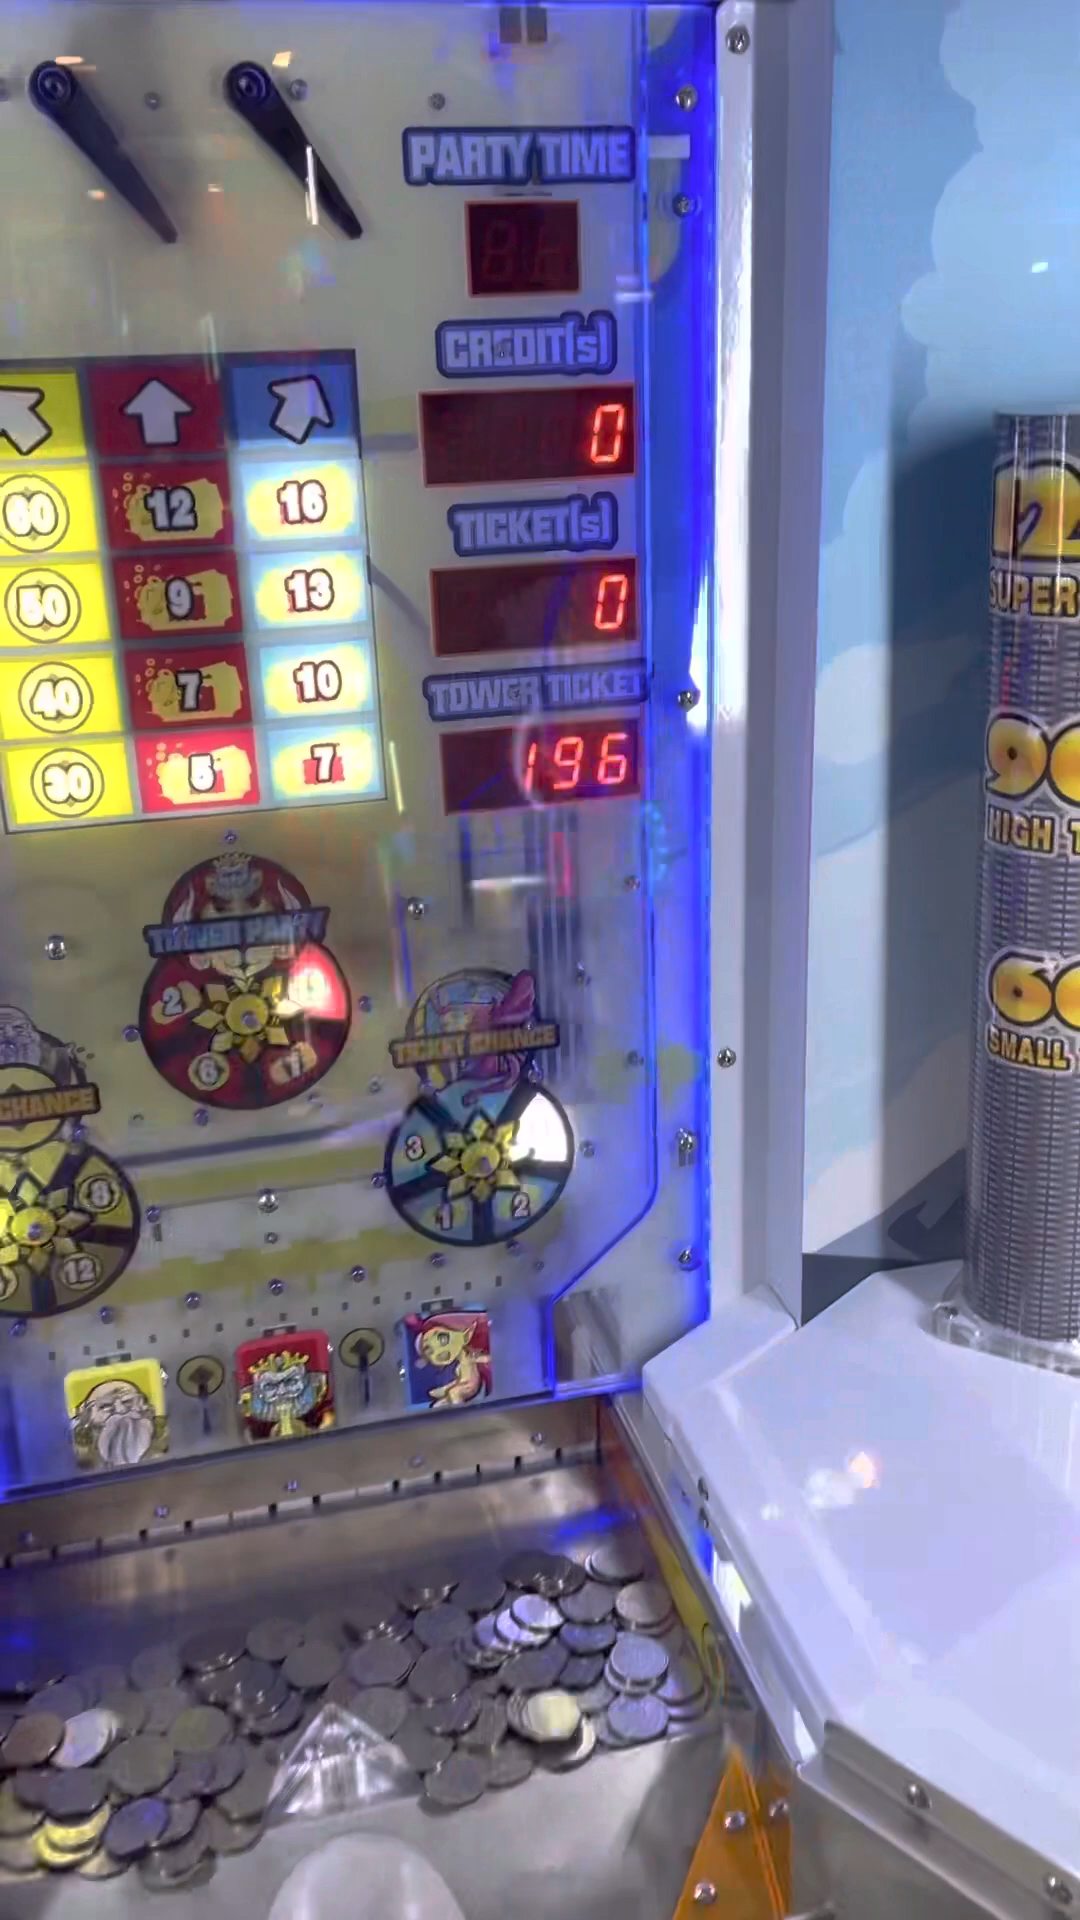 PARTY TIME
CREDIT(s)
0
TICKET(s)
0
TOWER TICKET
196
60 12 16
50 9 13
40 7 10
30 5 7
TOWER PARTY
2
6
7
TICKET CHANCE
3
1
2
CHANCE
8
12
SUPER
HIGH
SMALL